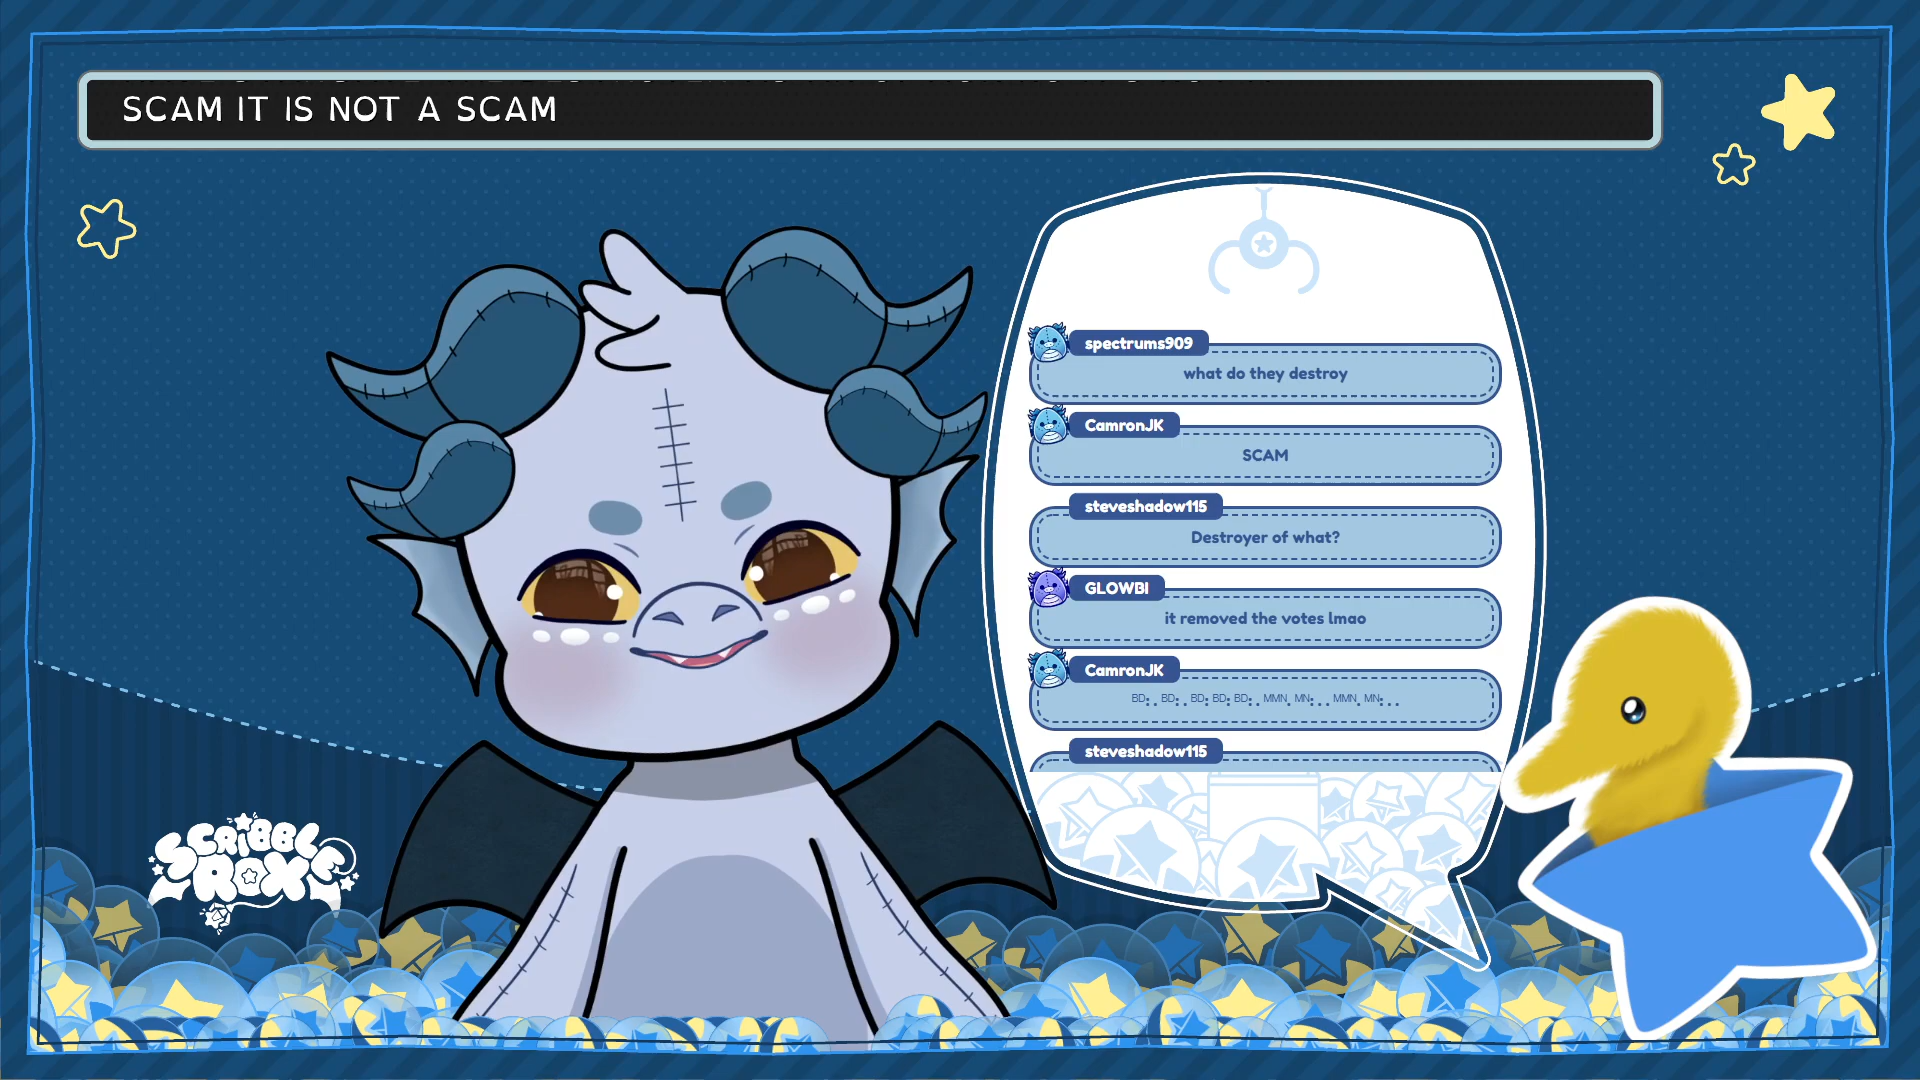 SCAM IT IS NOT A SCAM
spectrums909
what do they destroy
CamronJK
SCAM
steveshadow115
Destroyer of what?
GLOWBI
it removed the votes lmao
CamronJK
steveshadow115
SCRIBBLE
ROX